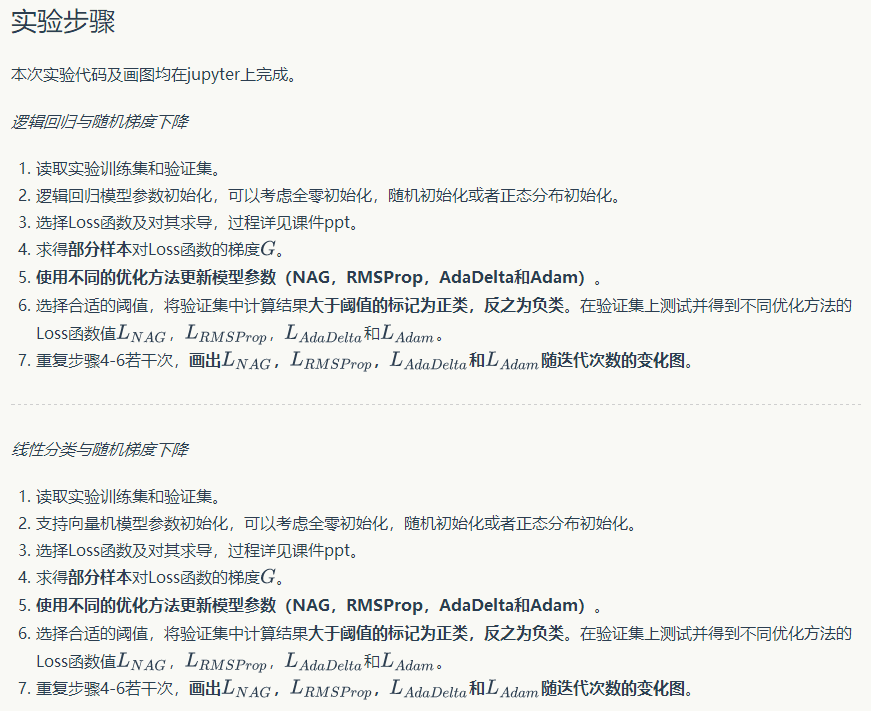 实验步骤
本次实验代码及画图均在jupyter上完成。
逻辑回归与随机梯度下降
1. 读取实验训练集和验证集。
2. 逻辑回归模型参数初始化，可以考虑全零初始化，随机初始化或者正态分布初始化。
3. 选择Loss函数及对其求导，过程详见课件ppt。
4. 求得部分样本对Loss函数的梯度G。
5. 使用不同的优化方法更新模型参数（NAG，RMSProp，AdaDelta和Adam）。
6. 选择合适的阈值，将验证集中计算结果大于阈值的标记为正类，反之为负类。在验证集上测试并得到不同优化方法的
Loss函数值L_{NAG}，L_{RMSProp}，L_{AdaDelta}和L_{Adam}。
7. 重复步骤4-6若干次，画出L_{NAG}，L_{RMSProp}，L_{AdaDelta}和L_{Adam}随迭代次数的变化图。
线性分类与随机梯度下降
1. 读取实验训练集和验证集。
2. 支持向量机模型参数初始化，可以考虑全零初始化，随机初始化或者正态分布初始化。
3. 选择Loss函数及对其求导，过程详见课件ppt。
4. 求得部分样本对Loss函数的梯度G。
5. 使用不同的优化方法更新模型参数（NAG，RMSProp，AdaDelta和Adam）。
6. 选择合适的阈值，将验证集中计算结果大于阈值的标记为正类，反之为负类。在验证集上测试并得到不同优化方法的
Loss函数值L_{NAG}，L_{RMSProp}，L_{AdaDelta}和L_{Adam}。
7. 重复步骤4-6若干次，画出L_{NAG}，L_{RMSProp}，L_{AdaDelta}和L_{Adam}随迭代次数的变化图。